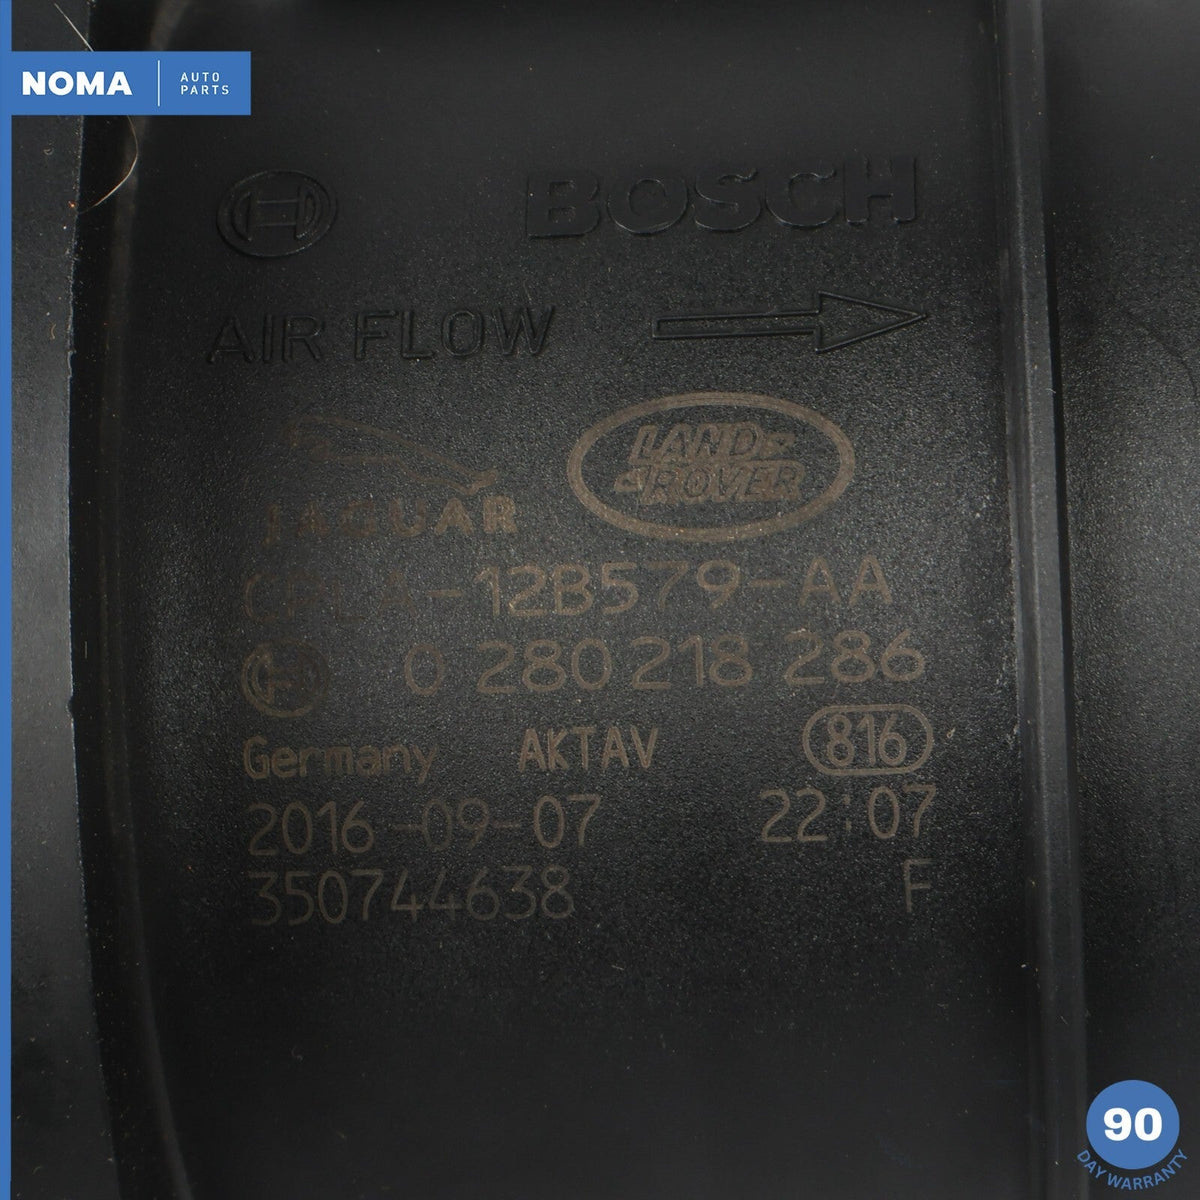 NOMA
AUTO
PARTS
BOSCH
AIR FLOW
LAND
ROVER
JAGUAR
CPLA-12B579-AA
0 280 218 286
Germany AKTAV 816
2016-09-07 22:07
350744638 F
90
DAY WARRANTY